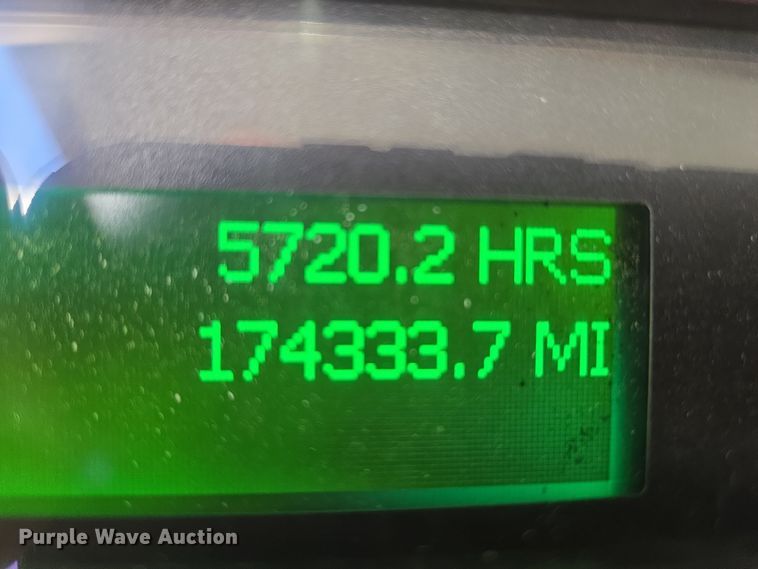 5720.2 HRS
174333.7 MI
Purple Wave Auction